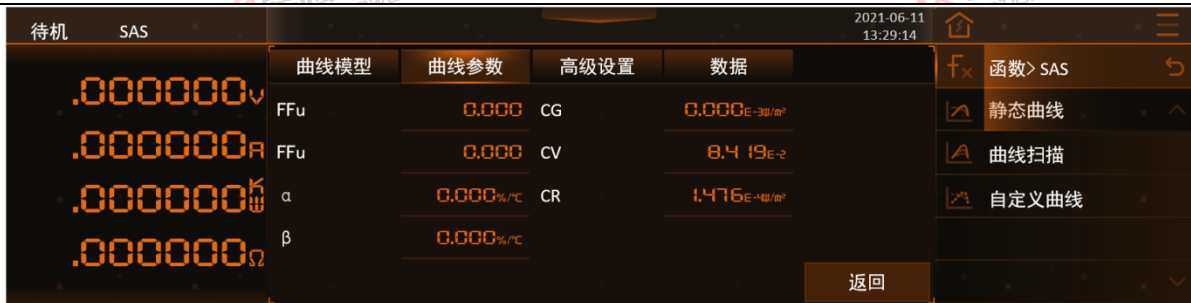 待机 SAS
2021-06-11
13:29:14
.000000V
.000000A
.000000KW
.000000Ω
曲线模型 曲线参数 高级设置 数据
FFu 0.000 CG 0.000E-3W/m²
FFu 0.000 CV 8.419E-2
α 0.000%/℃ CR 1.476E-4W/m²
β 0.000%/℃
返回
fx 函数> SAS
静态曲线
曲线扫描
自定义曲线